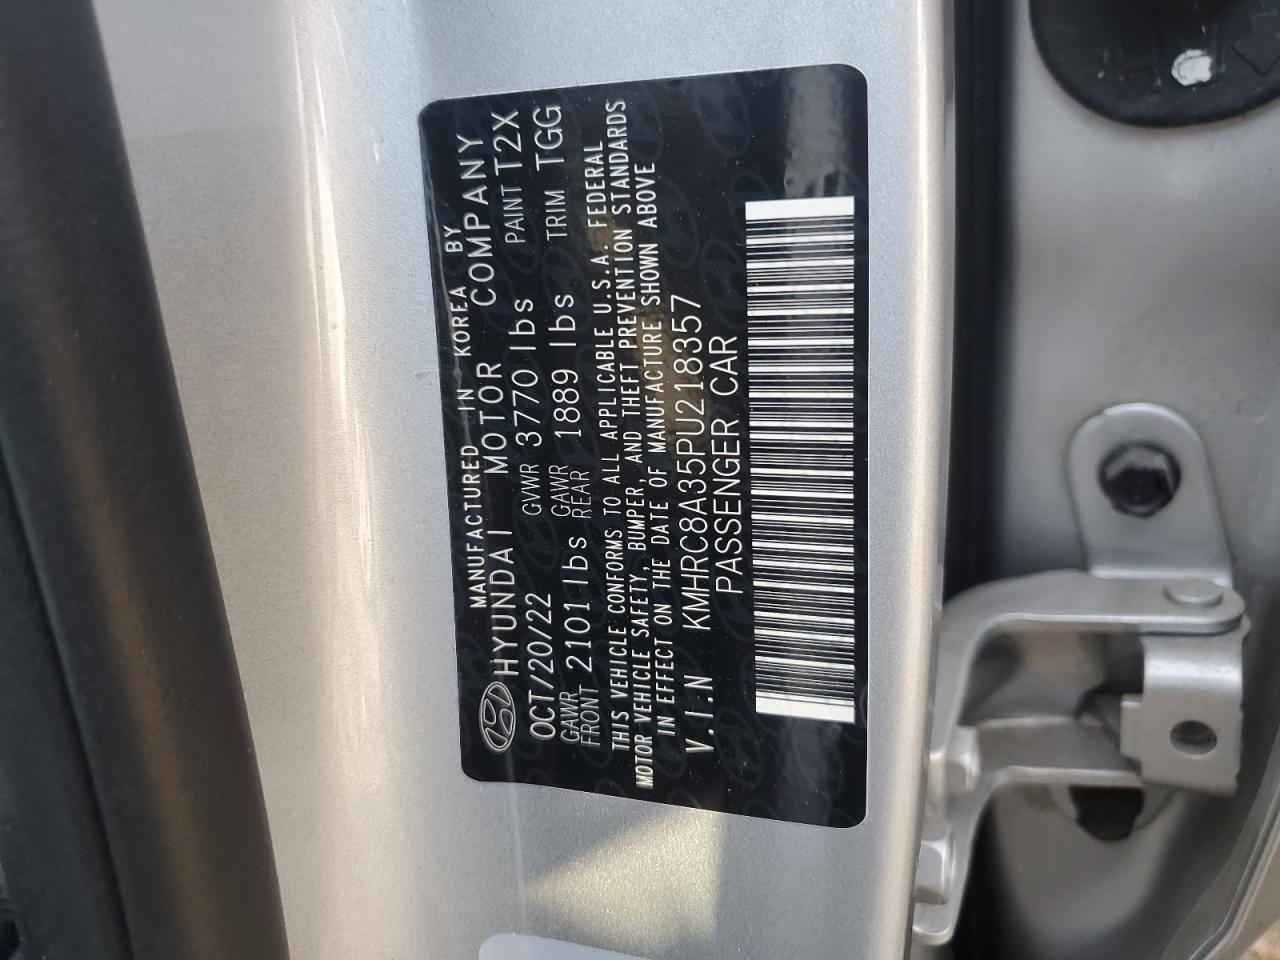 MANUFACTURED IN KOREA BY
HYUNDAI MOTOR COMPANY
OCT/20/22 GVWR 3770 lbs PAINT T2X
GAWR FRONT 2101 lbs GAWR REAR 1889 lbs TRIM TGG
THIS VEHICLE CONFORMS TO ALL APPLICABLE U.S.A. FEDERAL
MOTOR VEHICLE SAFETY, BUMPER, AND THEFT PREVENTION STANDARDS
IN EFFECT ON THE DATE OF MANUFACTURE SHOWN ABOVE
V.I.N KMHRC8A35PU218357
PASSENGER CAR